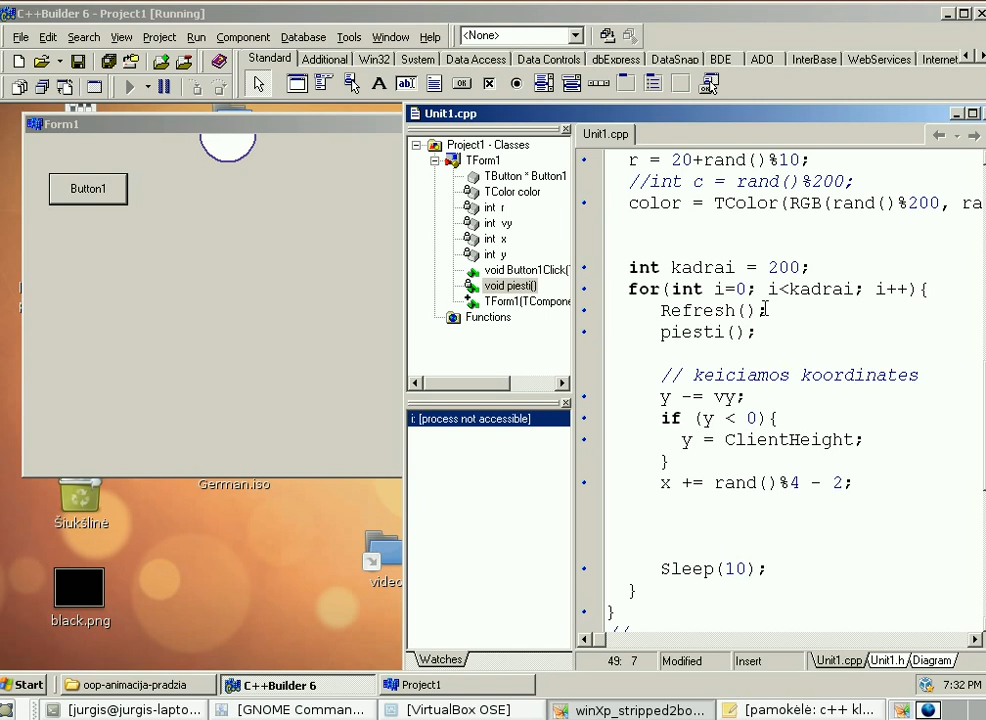 C++Builder 6 - Project1 [Running]
File Edit Search View Project Run Component Database Tools Window Help <None>
Standard Additional Win32 System Data Access Data Controls dbExpress DataSnap BDE ADO InterBase WebServices Internet
Form1
Button1
Unit1.cpp
Project1 - Classes
TForm1
TButton * Button1
TColor color
int r
int vy
int x
int y
void Button1Click(
void piesti()
TForm1(TCompone
Functions
i: [process not accessible]
Watches
Unit1.cpp
r = 20+rand()%10;
//int c = rand()%200;
color = TColor(RGB(rand()%200, ra
int kadrai = 200;
for(int i=0; i<kadrai; i++){
Refresh();
piesti();
// keiciamos koordinates
y -= vy;
if (y < 0){
y = ClientHeight;
}
x += rand()%4 - 2;
Sleep(10);
}
}
//
49: 7 Modified Insert Unit1.cpp Unit1.h Diagram
German.iso
Šiukšlinė
video
black.png
Start oop-animacija-pradzia C++Builder 6 Project1 7:32 PM
[jurgis@jurgis-lapto... [GNOME Comman... [VirtualBox OSE] winXp_stripped2bo... [pamokėlė: c++ kl...